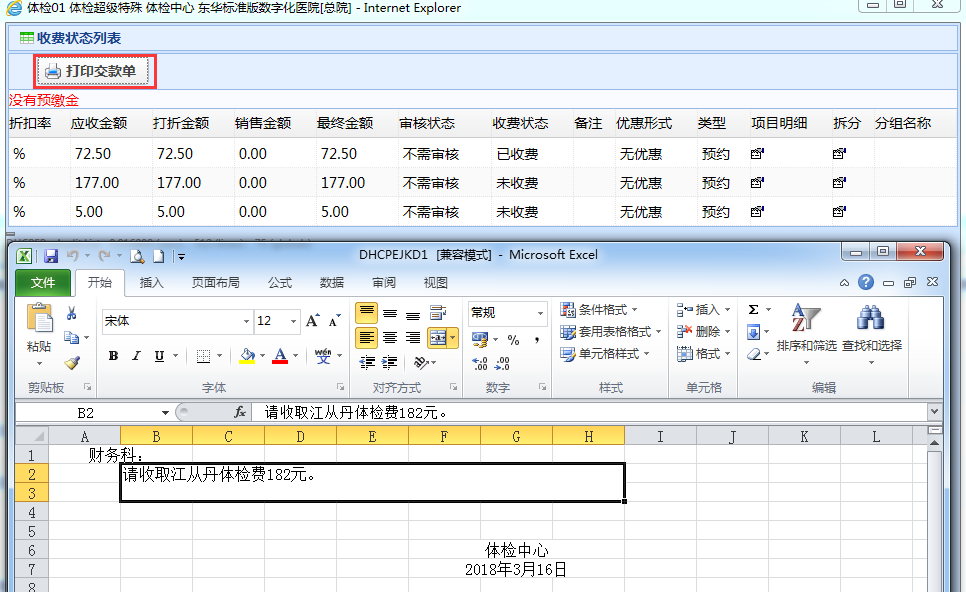 体检01 体检超级特殊 体检中心 东华标准版数字化医院[总院] - Internet Explorer
收费状态列表
打印交款单
没有预缴金
折扣率 应收金额 打折金额 销售金额 最终金额 审核状态 收费状态 备注 优惠形式 类型 项目明细 拆分 分组名称
% 72.50 72.50 0.00 72.50 不需审核 已收费 无优惠 预约
% 177.00 177.00 0.00 177.00 不需审核 未收费 无优惠 预约
% 5.00 5.00 0.00 5.00 不需审核 未收费 无优惠 预约
DHCPEJKD1 [兼容模式] - Microsoft Excel
文件 开始 插入 页面布局 公式 数据 审阅 视图
宋体 12 A A 常规 条件格式 插入 Σ
粘贴 B I U A wén 文 % , 套用表格格式 删除 排序和筛选 查找和选择
单元格样式 格式
剪贴板 字体 对齐方式 数字 样式 单元格 编辑
B2 fx 请收取江从丹体检费182元。
A B C D E F G H I J K L
1 财务科：
2 请收取江从丹体检费182元。
3
4
5
6 体检中心
7 2018年3月16日
8